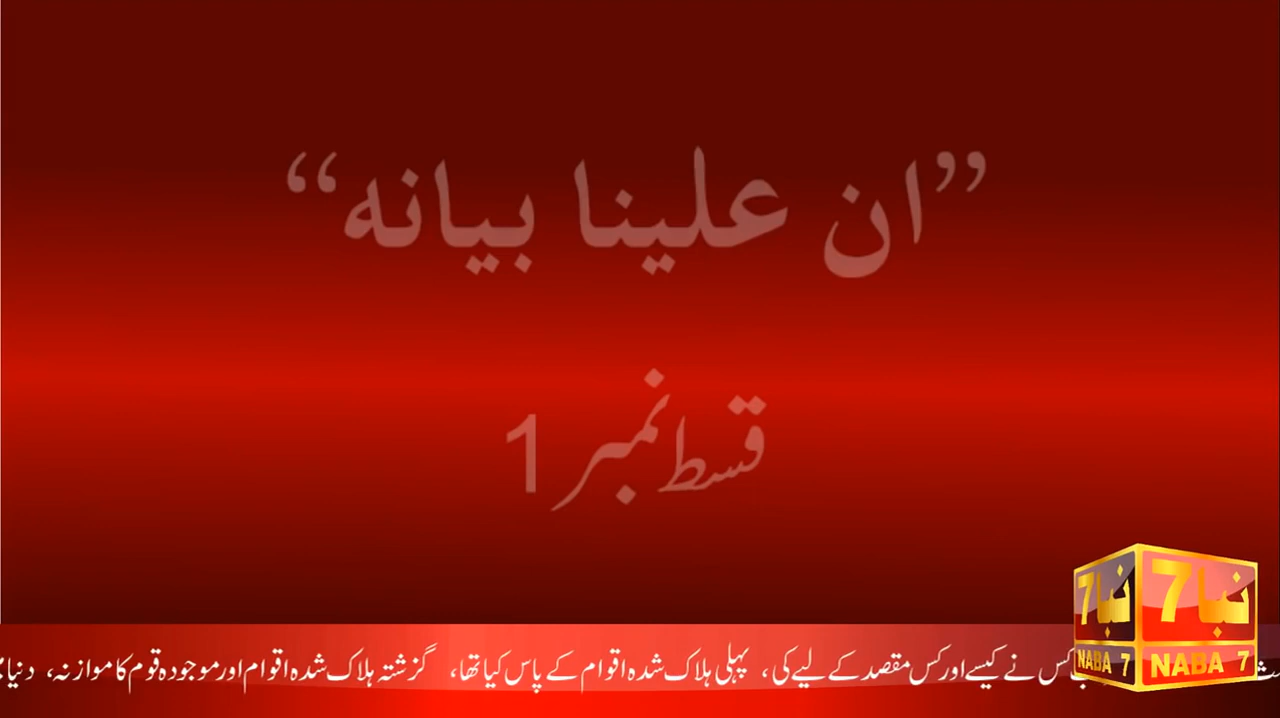 ”ان علینا بیانه“
قسط نمبر 1
کس نے کیسے اور کس مقصد کے لیے کی، پہلی ہلاک شدہ اقوام کے پاس کیا تھا، گزشتہ ہلاک شدہ اقوام اور موجودہ قوم کا موازنہ،
نبا 7
نبا 7
NABA 7
NABA 7